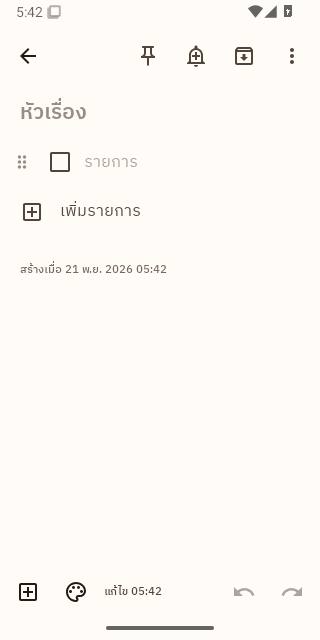 5:42
หัวเรื่อง
รายการ
เพิ่มรายการ
สร้างเมื่อ 21 พ.ย. 2026 05:42
แก้ไข 05:42